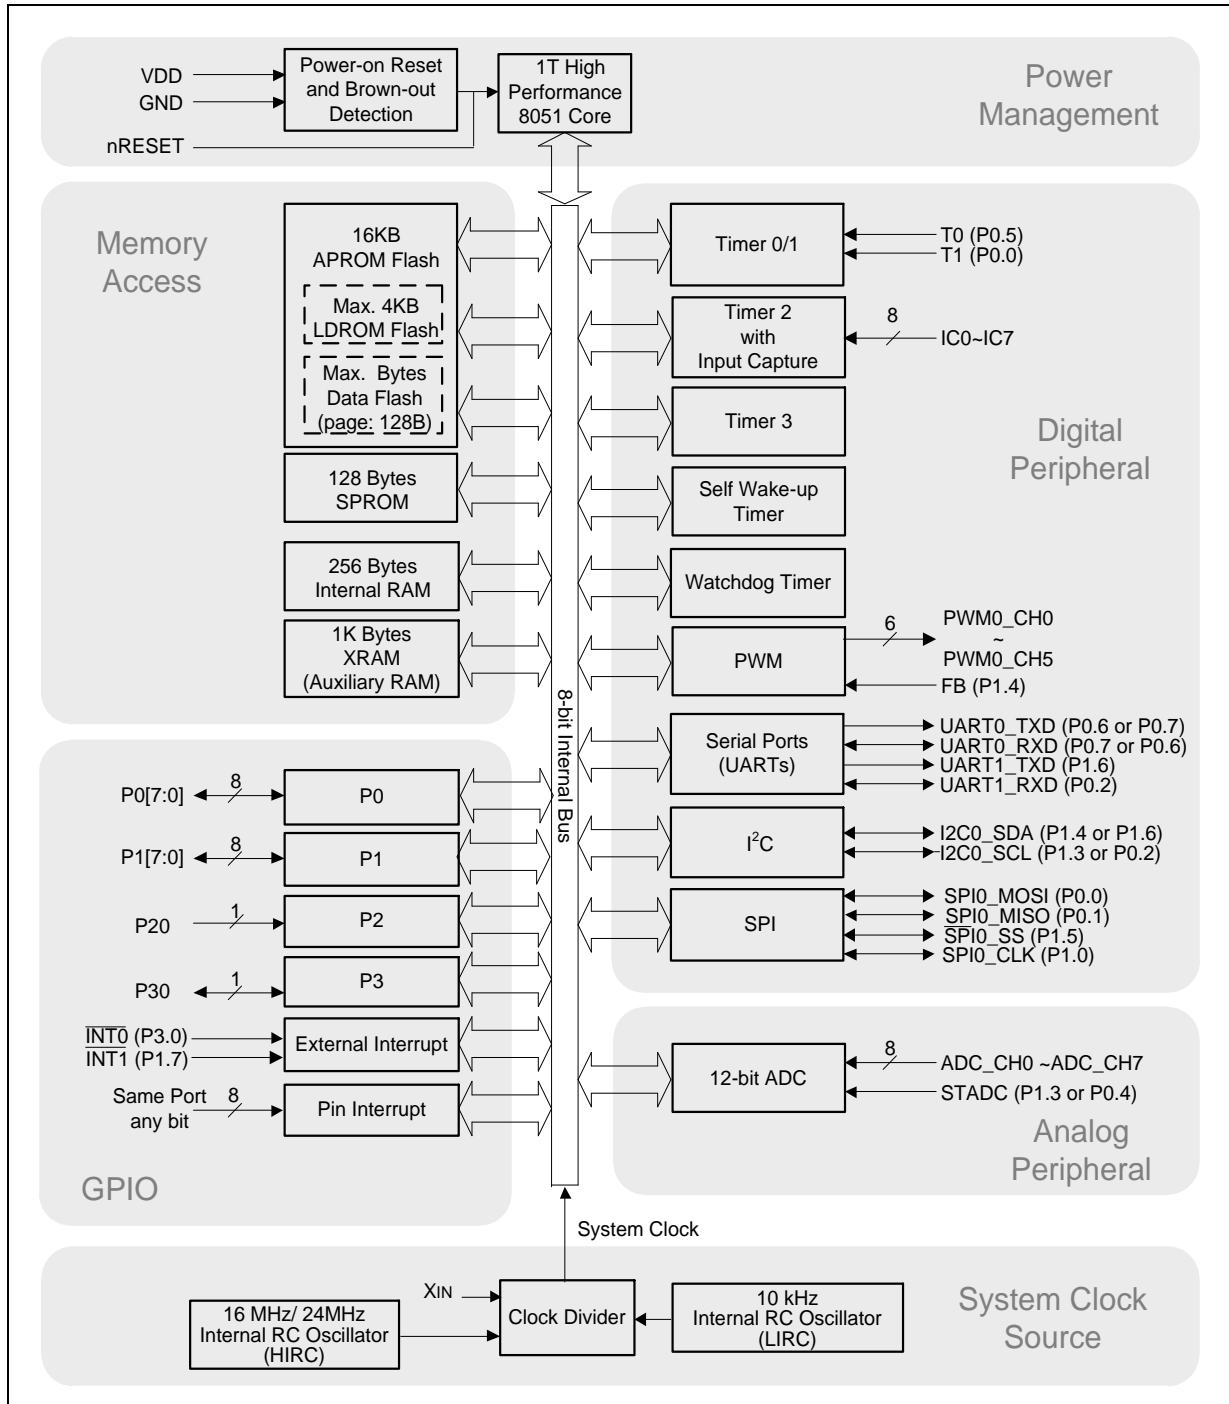 VDD
GND
nRESET
Power-on Reset
and Brown-out
Detection
1T High
Performance
8051 Core
Power
Management
Memory
Access
16KB
APROM Flash
Max. 4KB
LDROM Flash
Max. Bytes
Data Flash
(page: 128B)
128 Bytes
SPROM
256 Bytes
Internal RAM
1K Bytes
XRAM
(Auxiliary RAM)
8-bit Internal Bus
Timer 0/1
T0 (P0.5)
T1 (P0.0)
Timer 2
with
Input Capture
8
IC0~IC7
Timer 3
Digital
Peripheral
Self Wake-up
Timer
Watchdog Timer
PWM
6
PWM0_CH0
~
PWM0_CH5
FB (P1.4)
Serial Ports
(UARTs)
UART0_TXD (P0.6 or P0.7)
UART0_RXD (P0.7 or P0.6)
UART1_TXD (P1.6)
UART1_RXD (P0.2)
I²C
I2C0_SDA (P1.4 or P1.6)
I2C0_SCL (P1.3 or P0.2)
SPI
SPI0_MOSI (P0.0)
SPI0_MISO (P0.1)
SPI0_SS (P1.5)
SPI0_CLK (P1.0)
P0[7:0]
8
P0
P1[7:0]
8
P1
P20
1
P2
P30
1
P3
INT0 (P3.0)
INT1 (P1.7)
External Interrupt
Same Port
any bit
8
Pin Interrupt
GPIO
12-bit ADC
8
ADC_CH0 ~ADC_CH7
STADC (P1.3 or P0.4)
Analog
Peripheral
System Clock
XIN
16 MHz/ 24MHz
Internal RC Oscillator
(HIRC)
Clock Divider
10 kHz
Internal RC Oscillator
(LIRC)
System Clock
Source